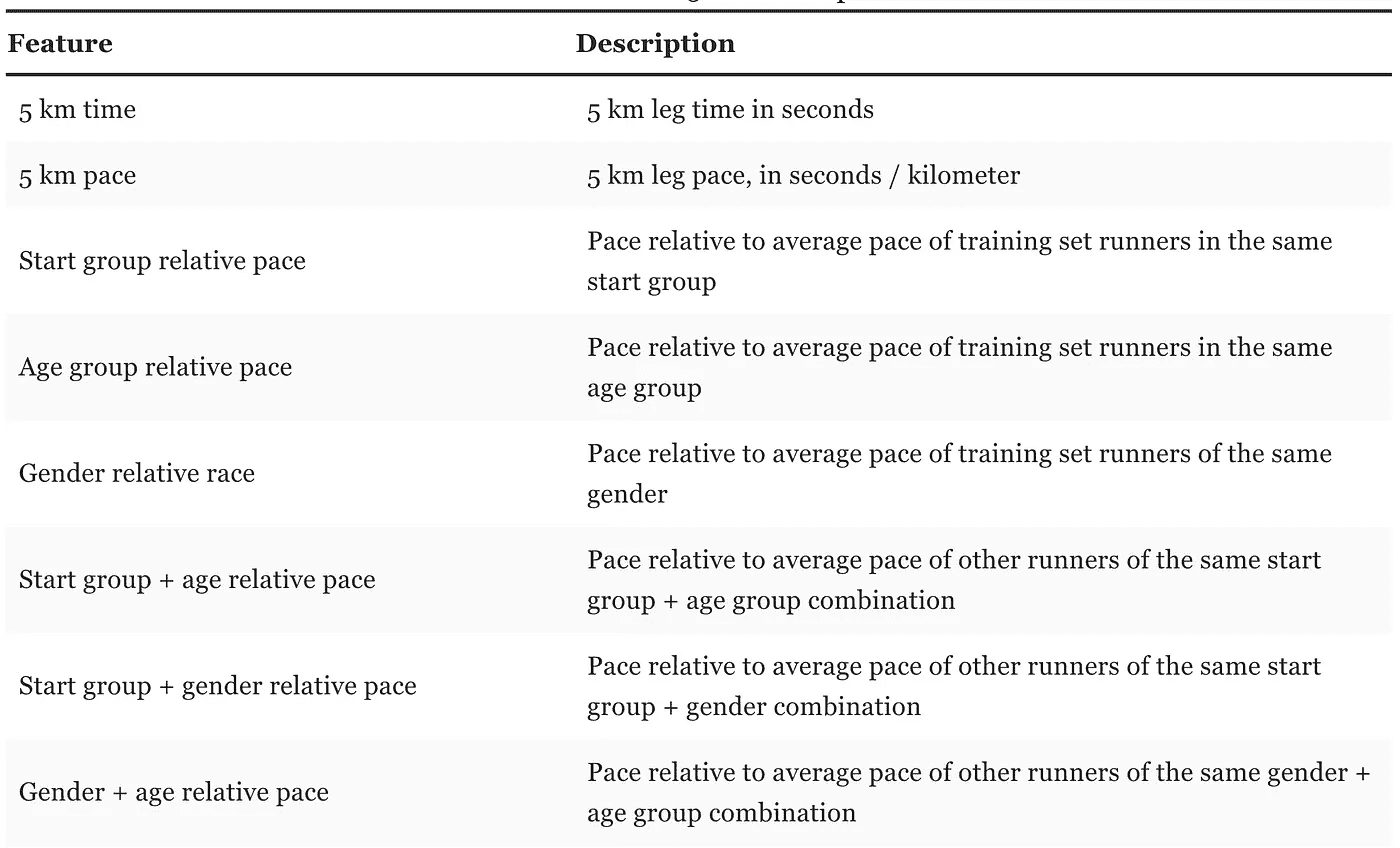 Feature Description
5 km time 5 km leg time in seconds
5 km pace 5 km leg pace, in seconds / kilometer
Start group relative pace Pace relative to average pace of training set runners in the same
start group
Age group relative pace Pace relative to average pace of training set runners in the same
age group
Gender relative race Pace relative to average pace of training set runners of the same
gender
Start group + age relative pace Pace relative to average pace of other runners of the same start
group + age group combination
Start group + gender relative pace Pace relative to average pace of other runners of the same start
group + gender combination
Gender + age relative pace Pace relative to average pace of other runners of the same gender +
age group combination